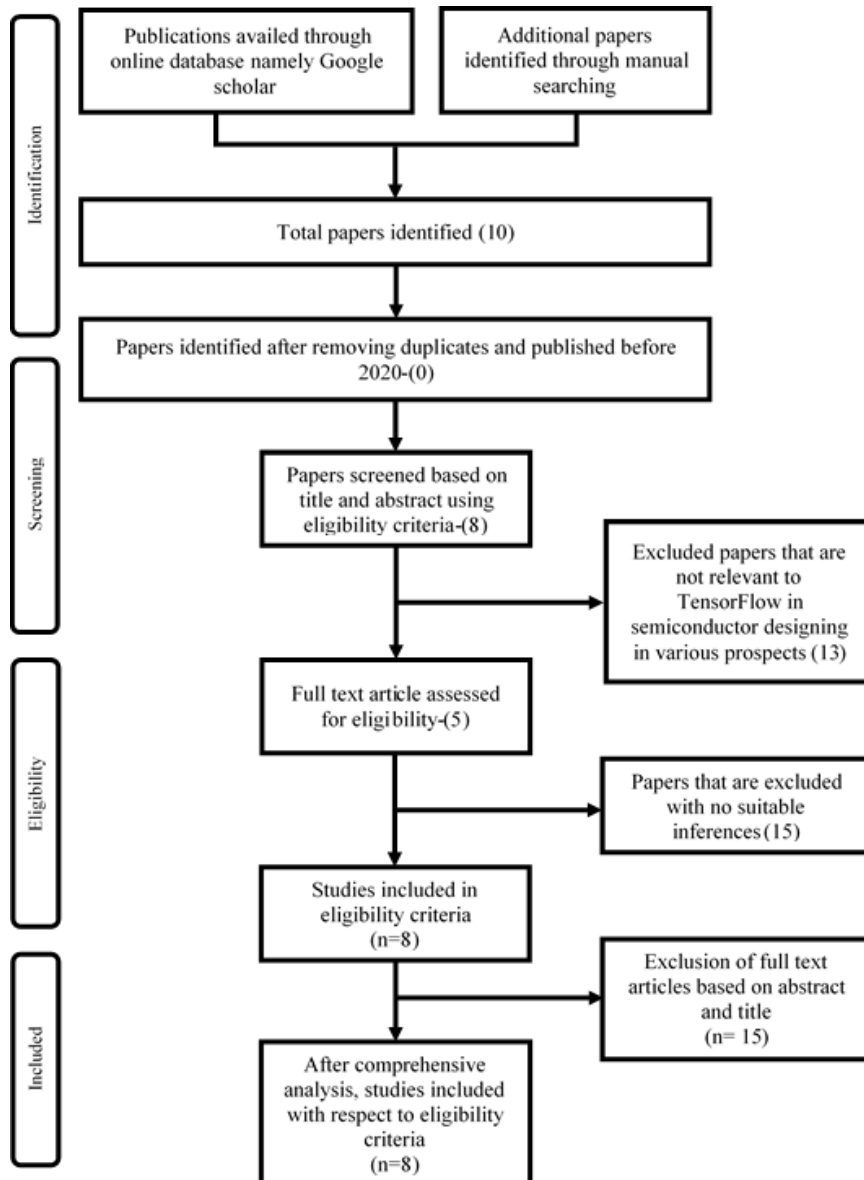 Publications availed through
online database namely Google
scholar
Additional papers
identified through manual
searching
Identification
Total papers identified (10)
Papers identified after removing duplicates and published before
2020-(0)
Screening
Papers screened based on
title and abstract using
eligibility criteria-(8)
Excluded papers that are
not relevant to
TensorFlow in
semiconductor designing
in various prospects (13)
Eligibility
Full text article assessed
for eligibility-(5)
Papers that are excluded
with no suitable
inferences (15)
Studies included in
eligibility criteria
(n=8)
Included
Exclusion of full text
articles based on abstract
and title
(n= 15)
After comprehensive
analysis, studies included
with respect to eligibility
criteria
(n=8)